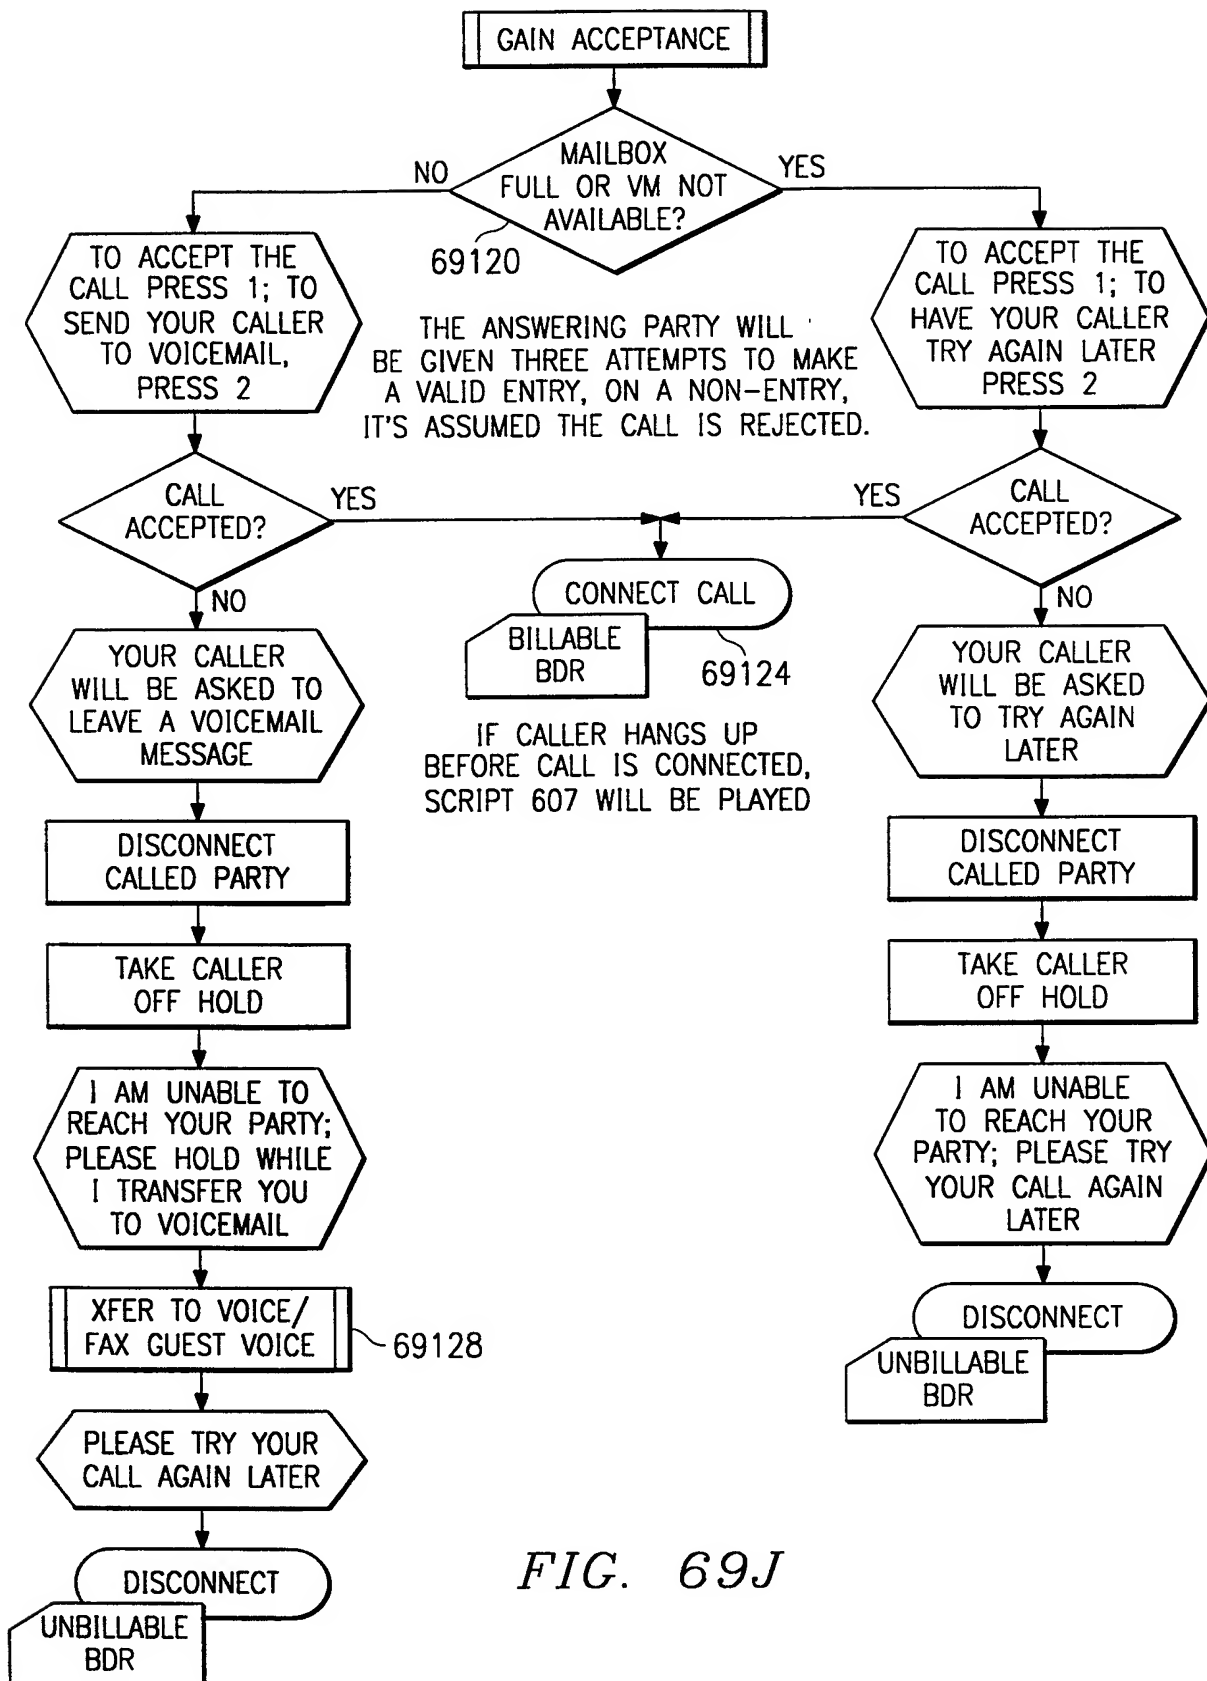 GAIN ACCEPTANCE
MAILBOX
FULL OR VM NOT
AVAILABLE?
NO
YES
69120
TO ACCEPT THE
CALL PRESS 1; TO
SEND YOUR CALLER
TO VOICEMAIL,
PRESS 2
THE ANSWERING PARTY WILL
BE GIVEN THREE ATTEMPTS TO MAKE
A VALID ENTRY, ON A NON-ENTRY,
IT'S ASSUMED THE CALL IS REJECTED.
TO ACCEPT THE
CALL PRESS 1; TO
HAVE YOUR CALLER
TRY AGAIN LATER
PRESS 2
CALL
ACCEPTED?
YES
NO
YES
CALL
ACCEPTED?
NO
CONNECT CALL
BILLABLE
BDR
69124
IF CALLER HANGS UP
BEFORE CALL IS CONNECTED,
SCRIPT 607 WILL BE PLAYED
YOUR CALLER
WILL BE ASKED TO
LEAVE A VOICEMAIL
MESSAGE
DISCONNECT
CALLED PARTY
TAKE CALLER
OFF HOLD
I AM UNABLE TO
REACH YOUR PARTY;
PLEASE HOLD WHILE
I TRANSFER YOU
TO VOICEMAIL
XFER TO VOICE/
FAX GUEST VOICE
69128
PLEASE TRY YOUR
CALL AGAIN LATER
DISCONNECT
UNBILLABLE
BDR
YOUR CALLER
WILL BE ASKED
TO TRY AGAIN
LATER
DISCONNECT
CALLED PARTY
TAKE CALLER
OFF HOLD
I AM UNABLE
TO REACH YOUR
PARTY; PLEASE TRY
YOUR CALL AGAIN
LATER
DISCONNECT
UNBILLABLE
BDR
FIG. 69J